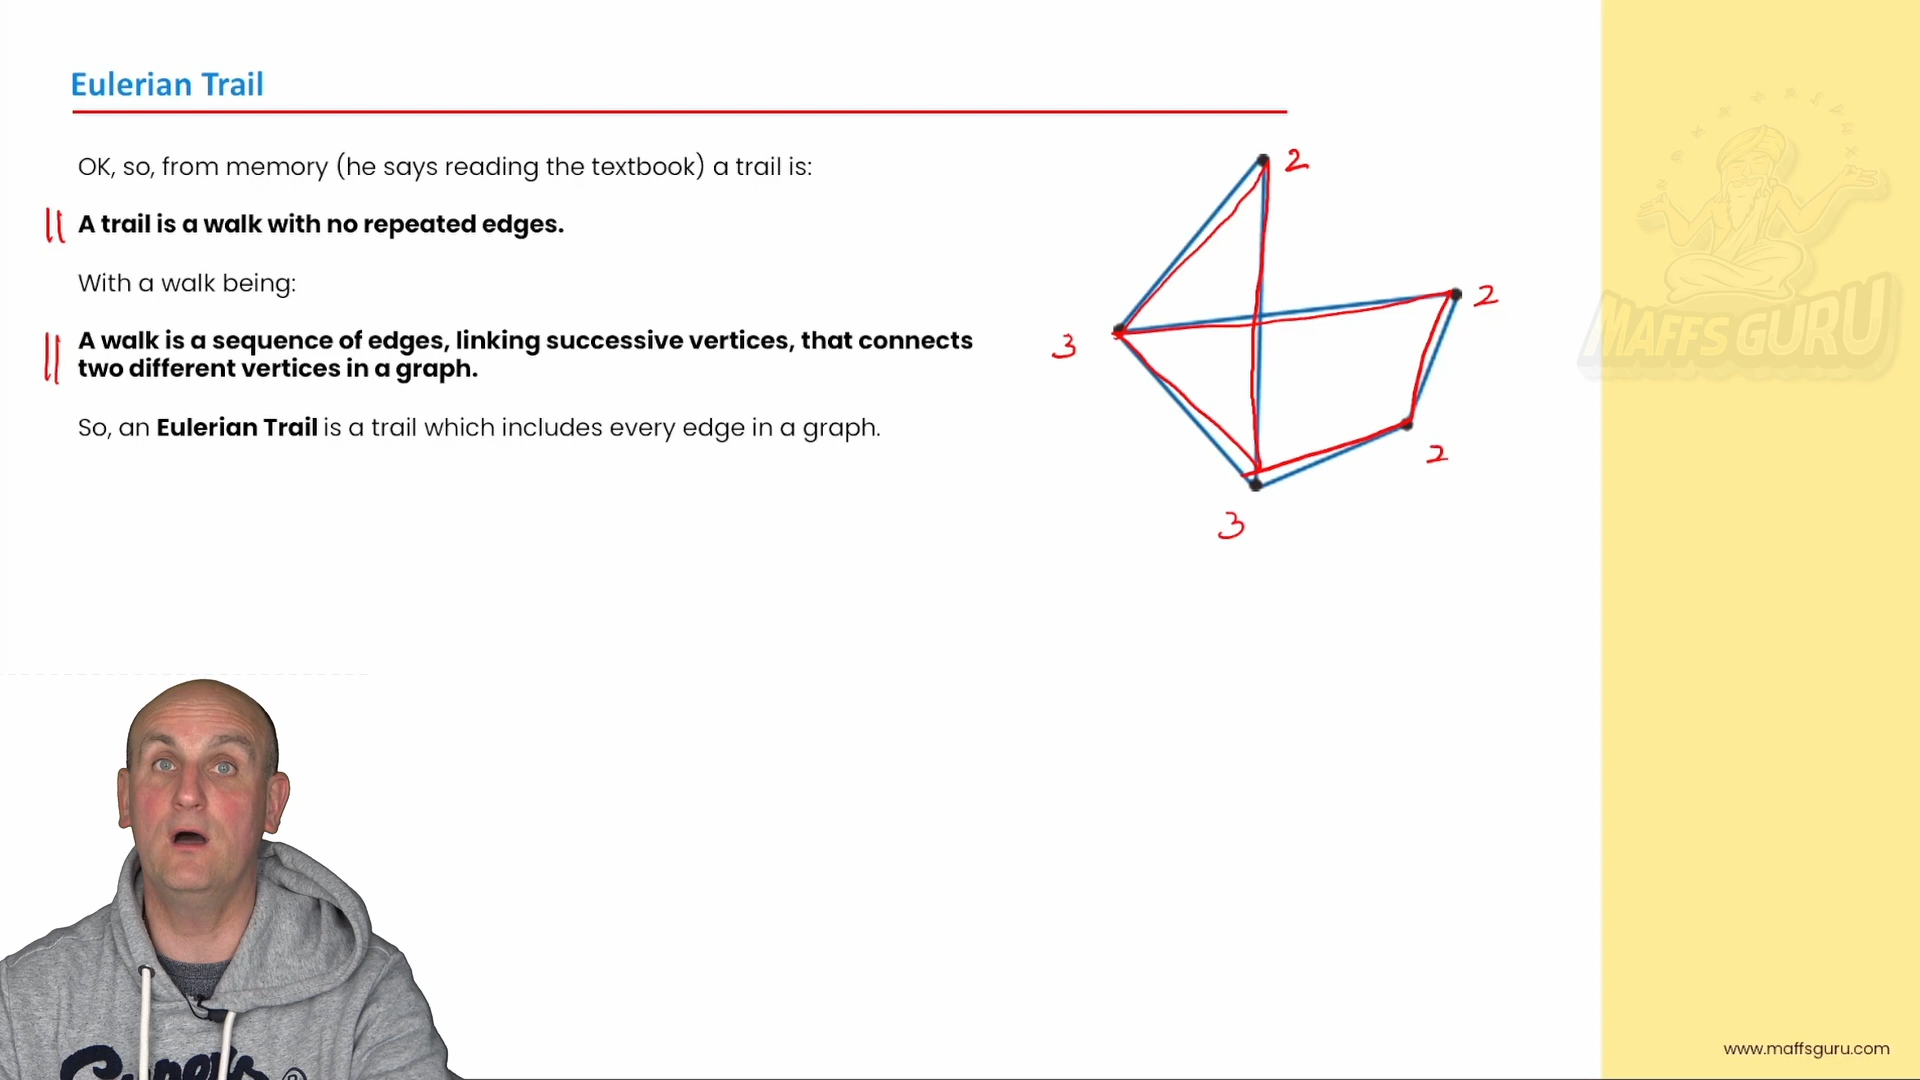 Eulerian Trail
OK, so, from memory (he says reading the textbook) a trail is:
A trail is a walk with no repeated edges.
With a walk being:
A walk is a sequence of edges, linking successive vertices, that connects
two different vertices in a graph.
So, an Eulerian Trail is a trail which includes every edge in a graph.
2
2
3
2
3
MAFFS GURU
www.maffsguru.com